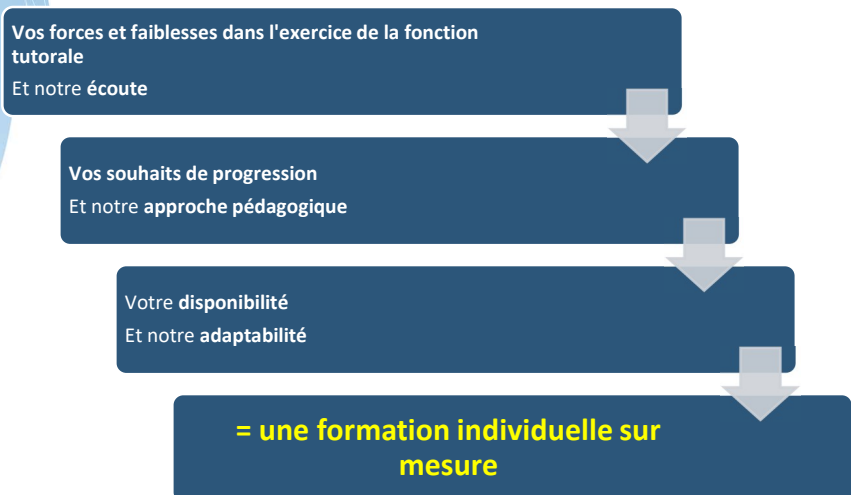 Vos forces et faiblesses dans l'exercice de la fonction
tutorale
Et notre écoute
Vos souhaits de progression
Et notre approche pédagogique
Votre disponibilité
Et notre adaptabilité
= une formation individuelle sur
mesure